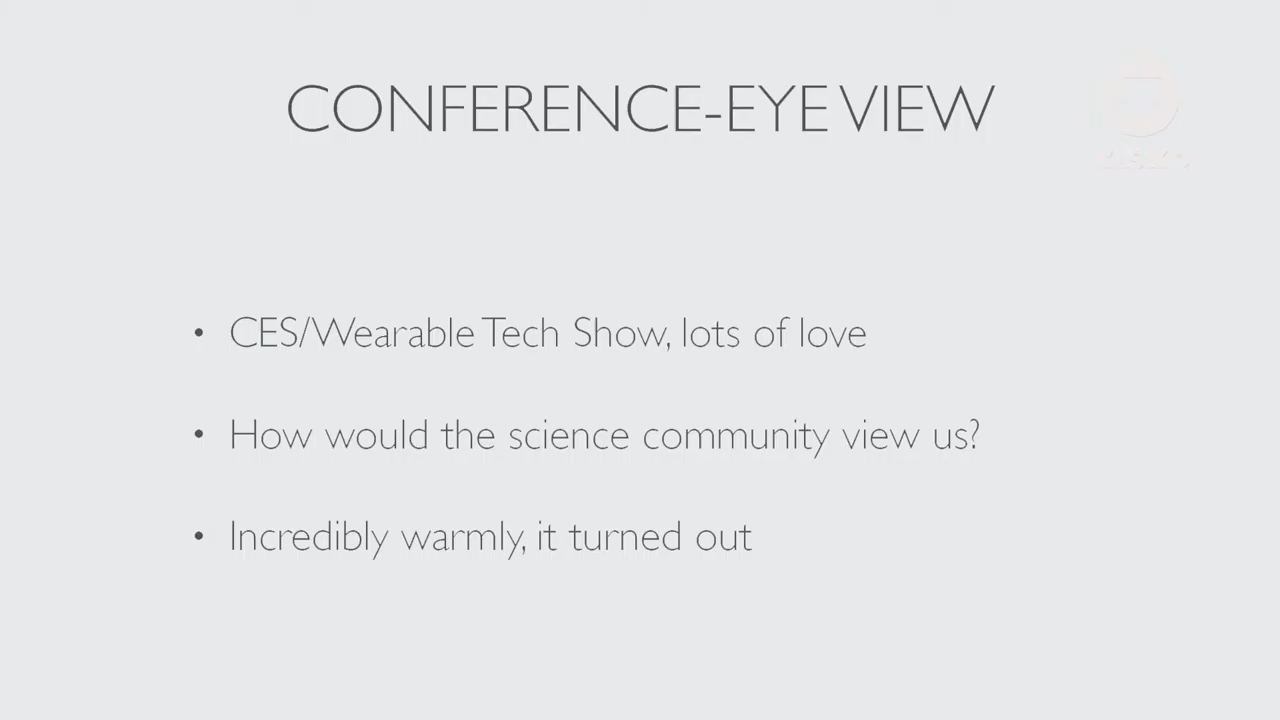 CONFERENCE-EYE VIEW
• CES/Wearable Tech Show, lots of love
• How would the science community view us?
• Incredibly warmly, it turned out